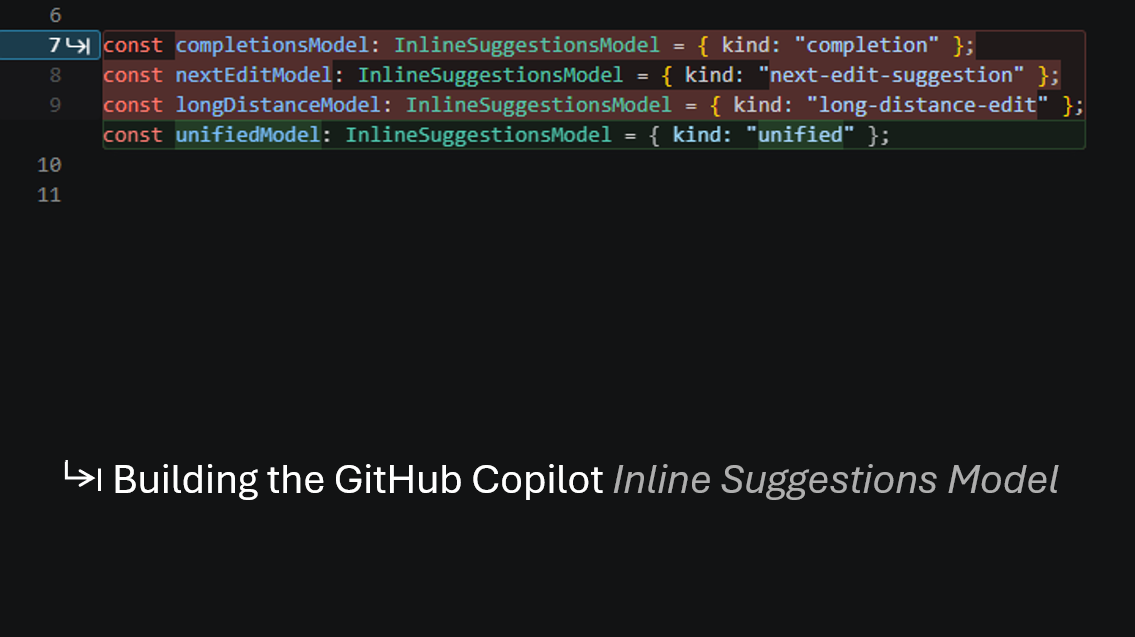 6
7 const completionsModel: InlineSuggestionsModel = { kind: "completion" };
8 const nextEditModel: InlineSuggestionsModel = { kind: "next-edit-suggestion" };
9 const longDistanceModel: InlineSuggestionsModel = { kind: "long-distance-edit" };
const unifiedModel: InlineSuggestionsModel = { kind: "unified" };
10
11
Building the GitHub Copilot Inline Suggestions Model